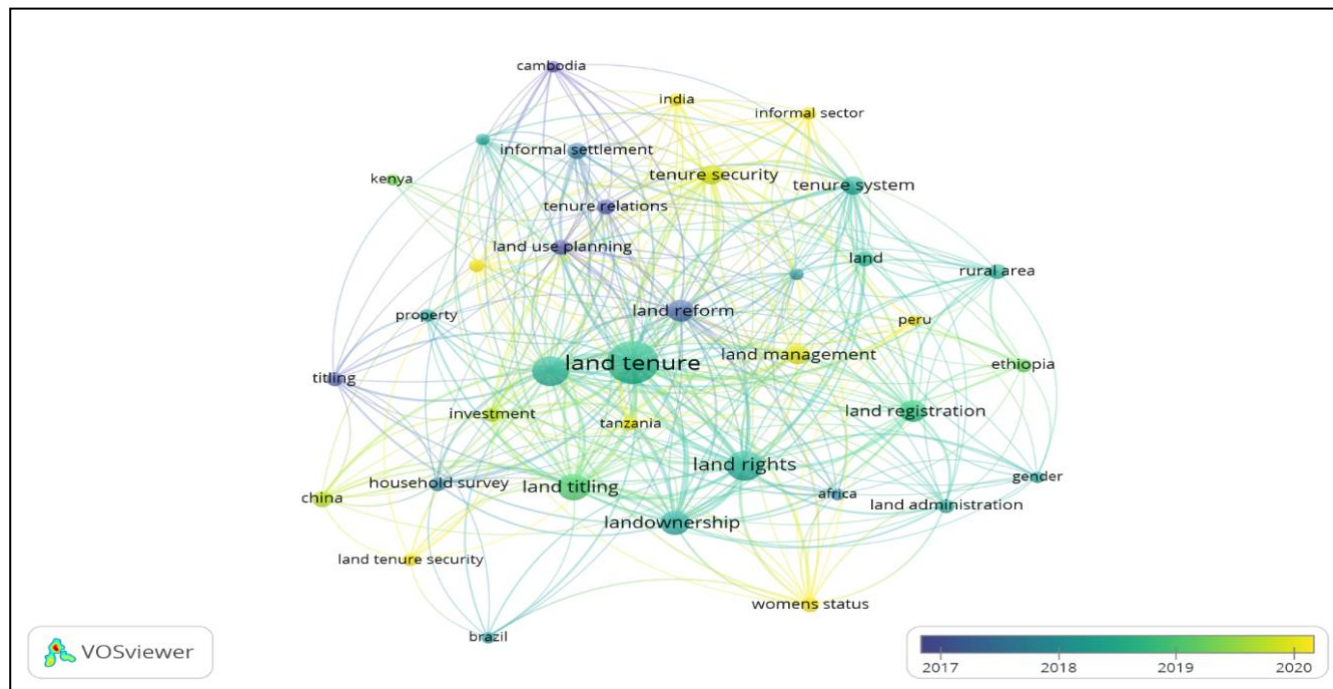 cambodia
india
informal sector
informal settlement
kenya
tenure security
tenure system
tenure relations
land use planning
land
rural area
property
land reform
peru
land tenure
land management
ethiopia
titling
investment
tanzania
land registration
land rights
gender
china
household survey
land titling
africa
land administration
landownership
land tenure security
womens status
brazil
VOSviewer
2017
2018
2019
2020